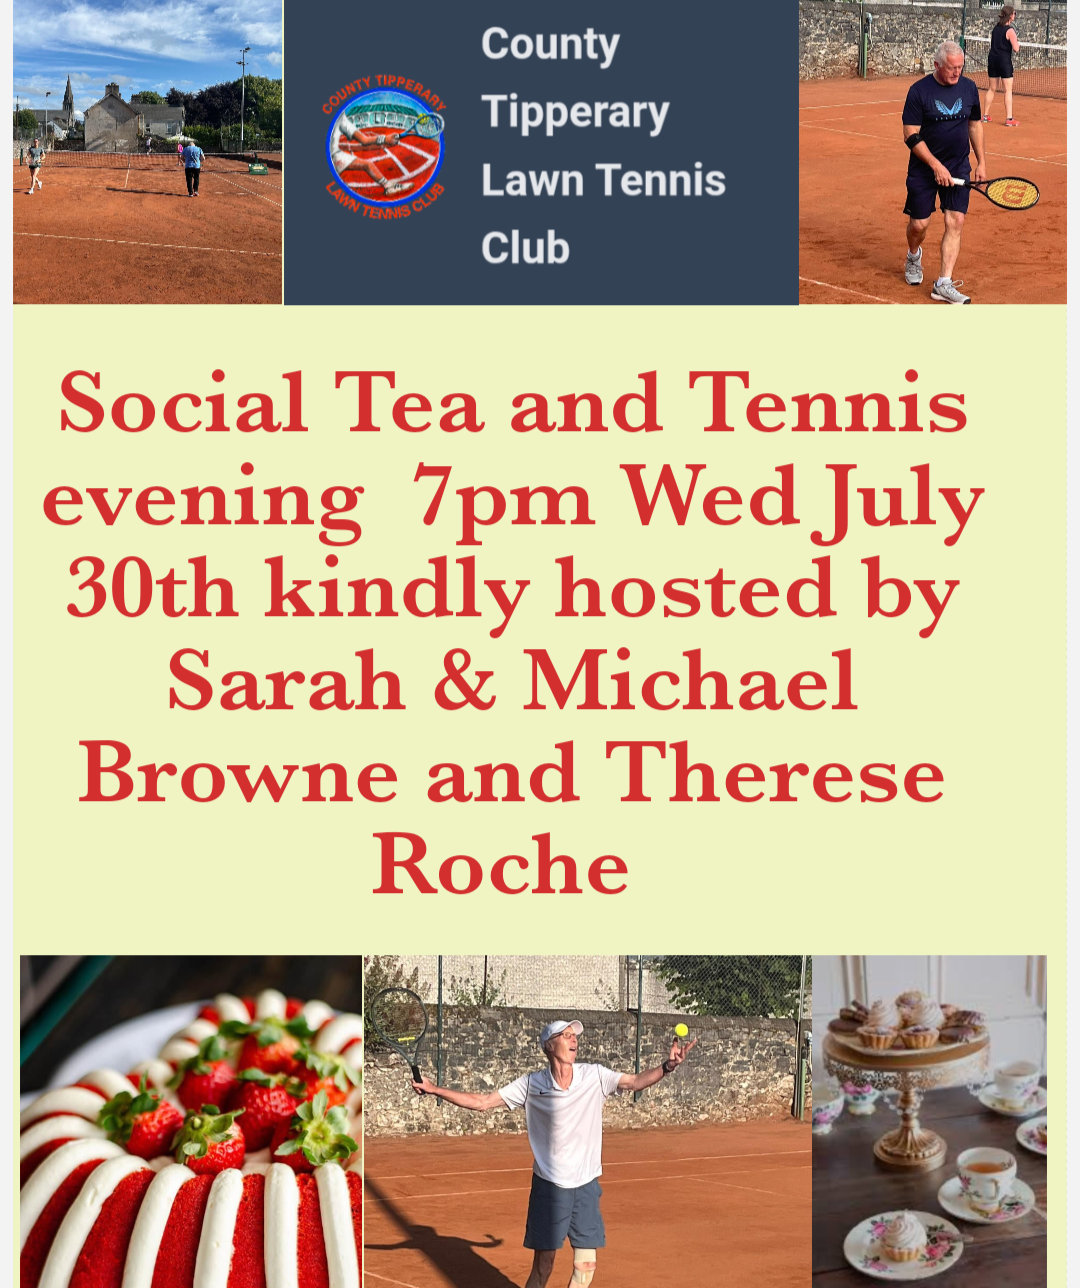 County
Tipperary
Lawn Tennis
Club
COUNTY TIPPERARY
LAWN TENNIS CLUB
Social Tea and Tennis
evening 7pm Wed July
30th kindly hosted by
Sarah & Michael
Browne and Therese
Roche